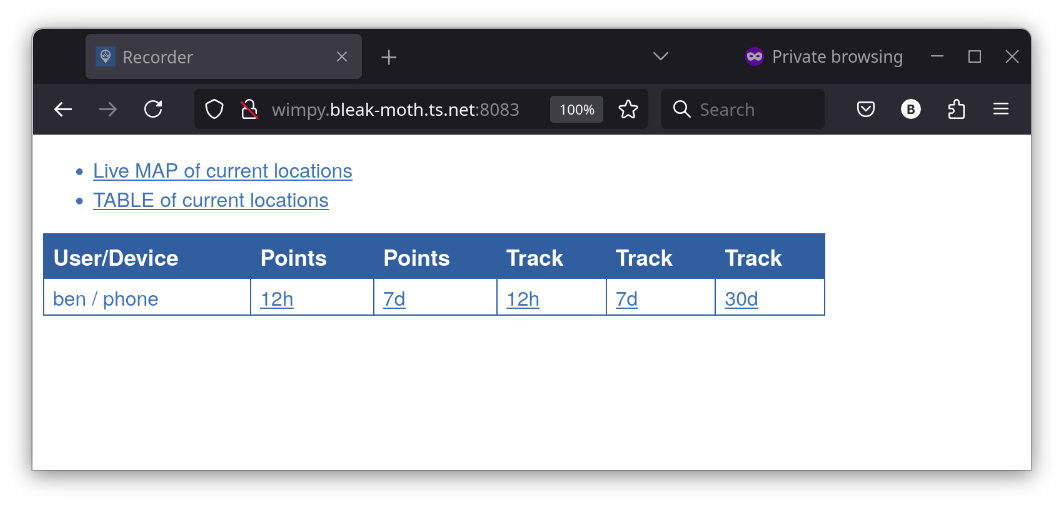 Recorder
Private browsing
wimpy.bleak-moth.ts.net:8083 100% Search B
Live MAP of current locations
TABLE of current locations
User/Device Points Points Track Track Track
ben / phone 12h 7d 12h 7d 30d